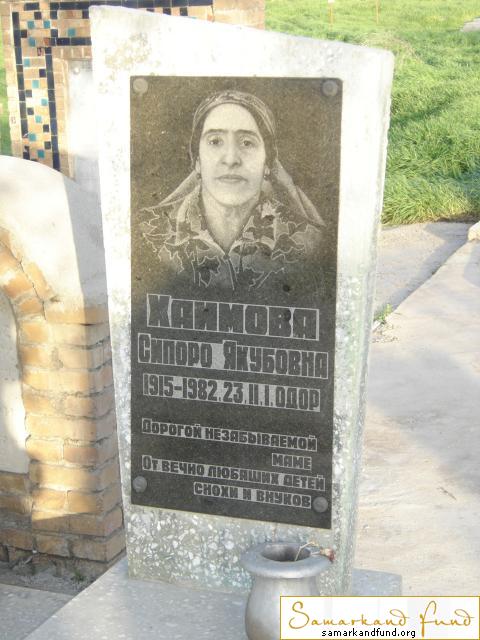 ХАИМОВА
СИПОРО ЯКУБОВНА
1915-1982.23.II.1.ОДОР
ДОРОГОЙ НЕЗАБЫВАЕМОЙ
МАМЕ
ОТ ВЕЧНО ЛЮБЯЩИХ ДЕТЕЙ
СНОХИ И ВНУКОВ
Samarkand Fund
samarkandfund.org